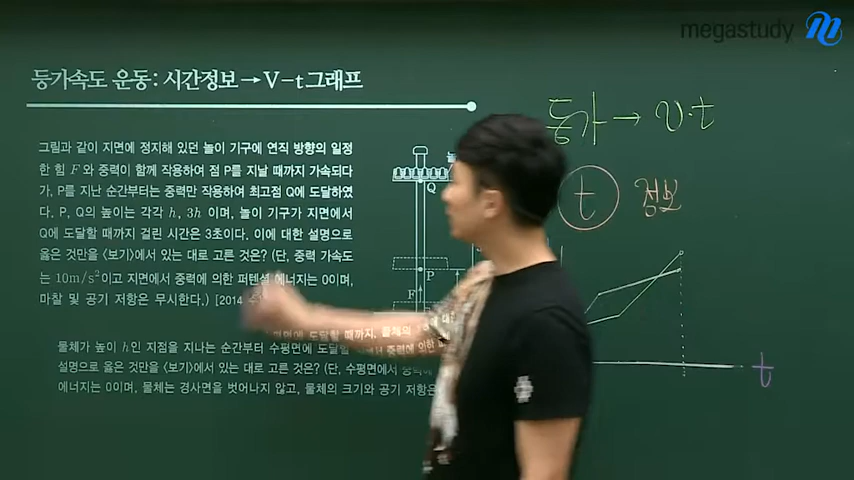 megastudy
등가속도 운동: 시간정보→V-t그래프
등가 → v·t
t 정보
그림과 같이 지면에 정지해 있던 놀이 기구에 연직 방향의 일정
한 힘 F와 중력이 함께 작용하여 점 P를 지날 때까지 가속되다
가, P를 지난 순간부터는 중력만 작용하여 최고점 Q에 도달하였
다. P, Q의 높이는 각각 h, 3h 이며, 놀이 기구가 지면에서
Q에 도달할 때까지 걸린 시간은 3초이다. 이에 대한 설명으로
옳은 것만을 <보기>에서 있는 대로 고른 것은? (단, 중력 가속도
는 10m/s²이고 지면에서 중력에 의한 퍼텐셜 에너지는 0이며,
마찰 및 공기 저항은 무시한다.) [2014
Q
P
F
도달할 때까지, 물체의
물체가 높이 h인 지점을 지나는 순간부터 수평면에 도달할
설명으로 옳은 것만을 <보기>에서 있는 대로 고른 것은? (단, 수평면에서 중력에
에너지는 0이며, 물체는 경사면을 벗어나지 않고, 물체의 크기와 공기 저항은
t